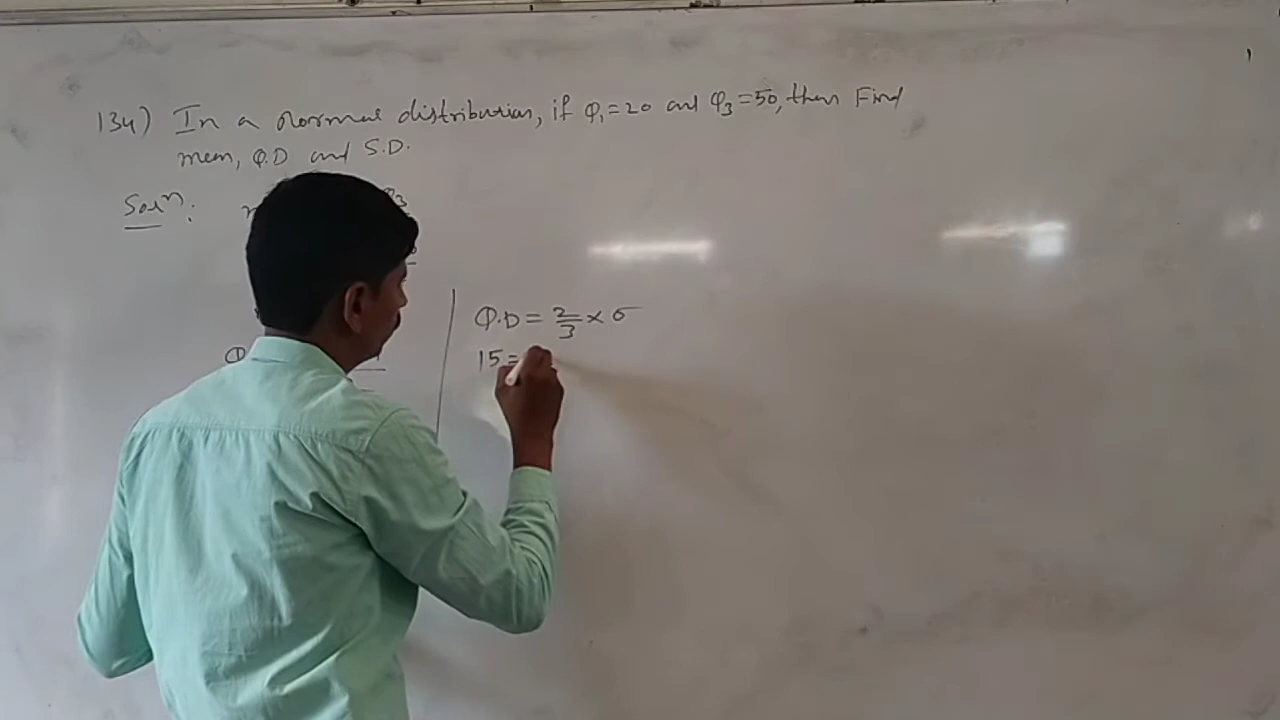 134) In a normal distribution, if Q₁=20 and Q₃=50, then Find
mean, Q.D and S.D.
Solⁿ:
Q.D = 2/3 × σ
15 =